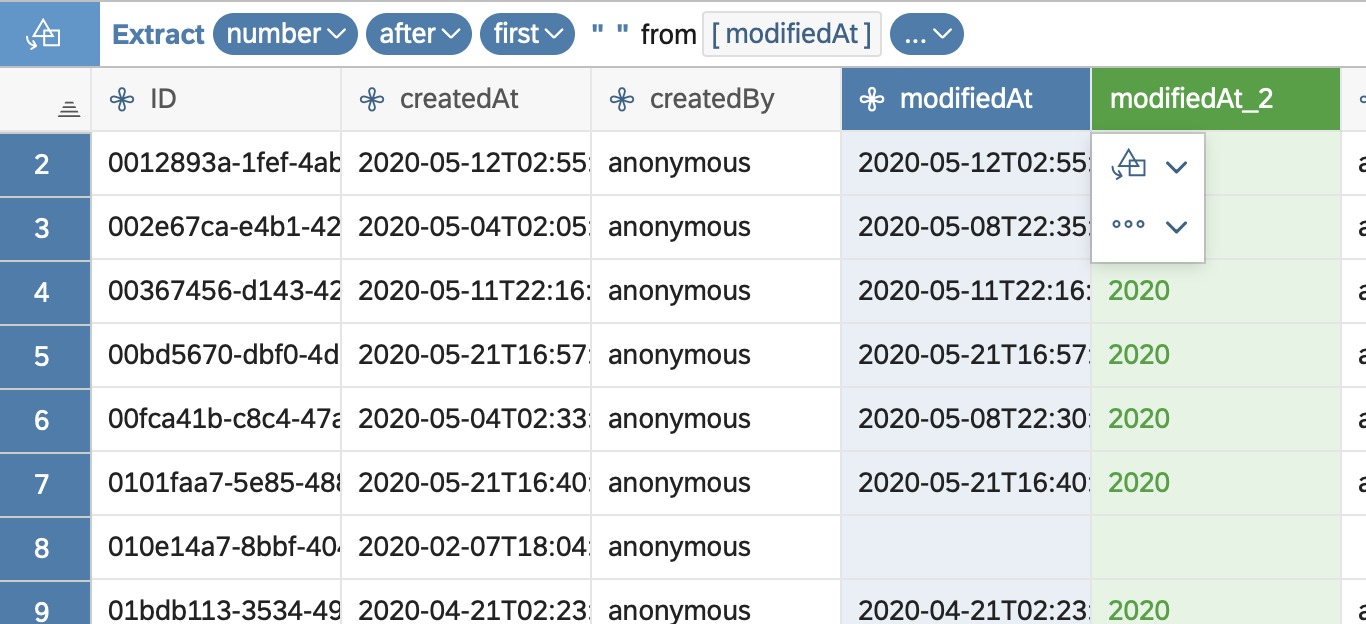 Extract number after first " " from [ modifiedAt ] ...
ID createdAt createdBy modifiedAt modifiedAt_2
2 0012893a-1fef-4ab 2020-05-12T02:55: anonymous 2020-05-12T02:55:
3 002e67ca-e4b1-42 2020-05-04T02:05: anonymous 2020-05-08T22:35:
4 00367456-d143-42 2020-05-11T22:16: anonymous 2020-05-11T22:16: 2020
5 00bd5670-dbf0-4d 2020-05-21T16:57: anonymous 2020-05-21T16:57: 2020
6 00fca41b-c8c4-47a 2020-05-04T02:33: anonymous 2020-05-08T22:30: 2020
7 0101faa7-5e85-488 2020-05-21T16:40: anonymous 2020-05-21T16:40: 2020
8 010e14a7-8bbf-404 2020-02-07T18:04: anonymous
9 01bdb113-3534-49 2020-04-21T02:23: anonymous 2020-04-21T02:23: 2020